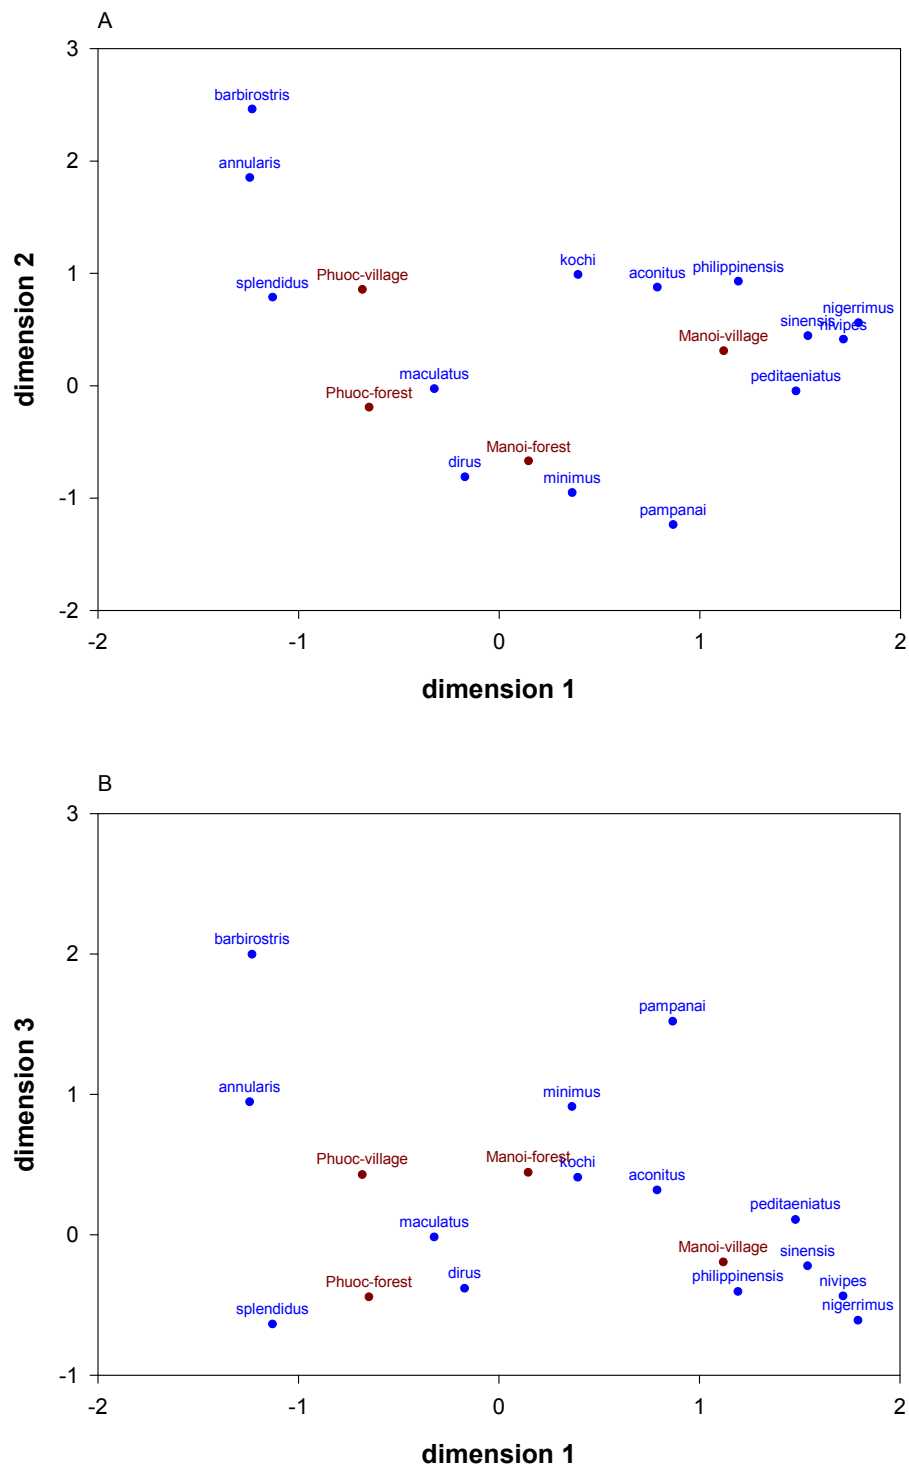 A
3
barbirostris
annularis
2
splendidus
Phuoc-village
kochi
aconitus
philippinensis
nigerrimus
sinensis
nivipes
1
Manoi-village
maculatus
peditaeniatus
Phuoc-forest
0
Manoi-forest
dirus
minimus
pampanai
-1
-2
dimension 2
-2 -1 0 1 2
dimension 1
B
3
2
barbirostris
pampanai
annularis
minimus
1
Phuoc-village
Manoi-forest
kochi
aconitus
peditaeniatus
maculatus
0
Manoi-village
sinensis
dirus
Phuoc-forest
philippinensis
nivipes
splendidus
nigerrimus
-1
dimension 3
-2 -1 0 1 2
dimension 1